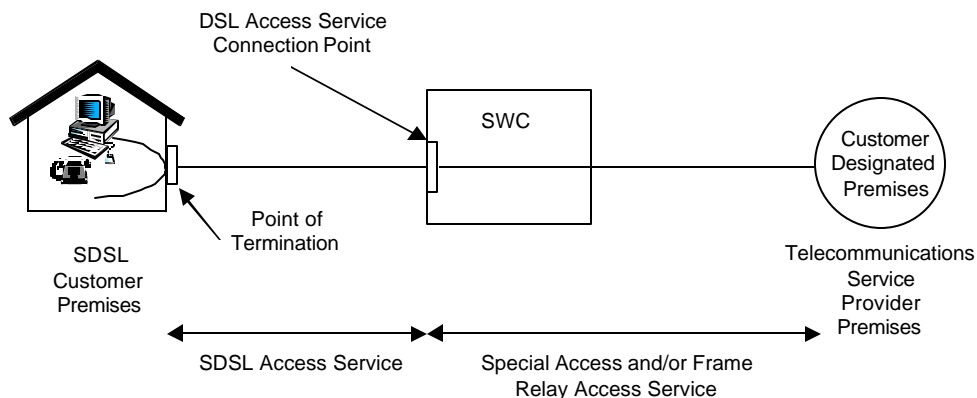 DSL Access Service
Connection Point
SWC
Customer
Designated
Premises
Point of
Termination
SDSL
Customer
Premises
Telecommunications
Service
Provider
Premises
SDSL Access Service
Special Access and/or Frame
Relay Access Service